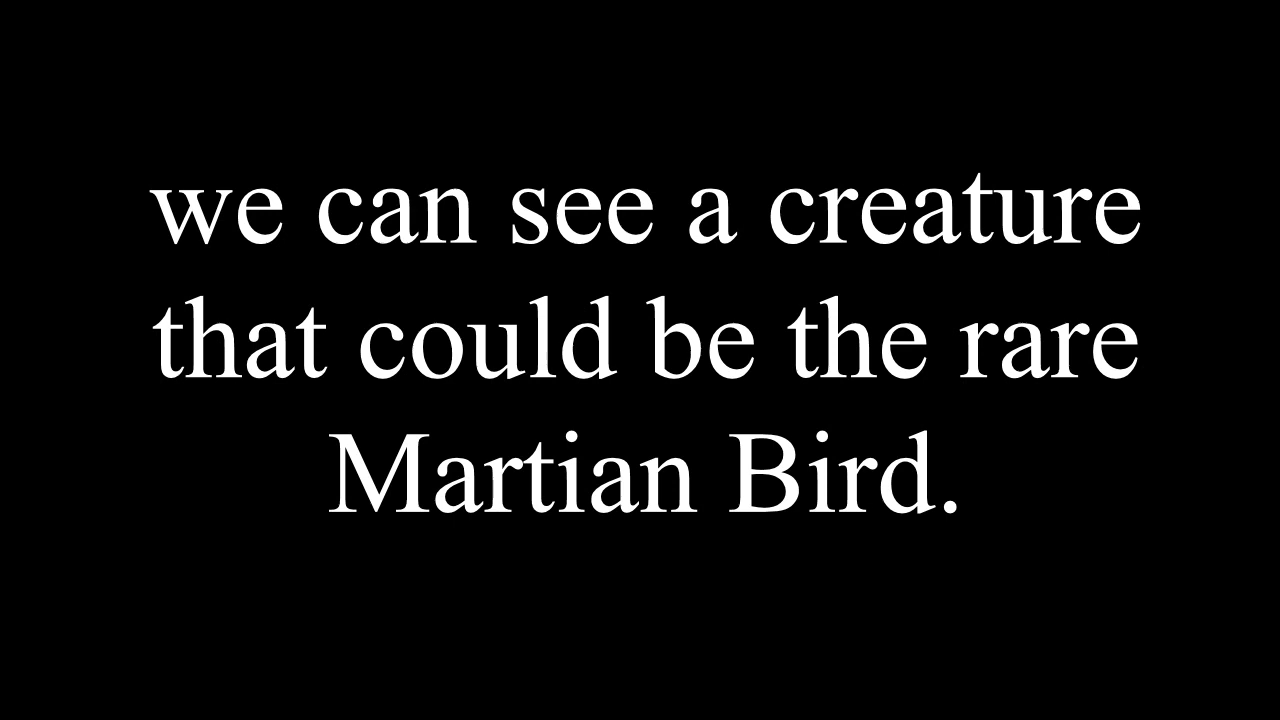 we can see a creature
that could be the rare
Martian Bird.